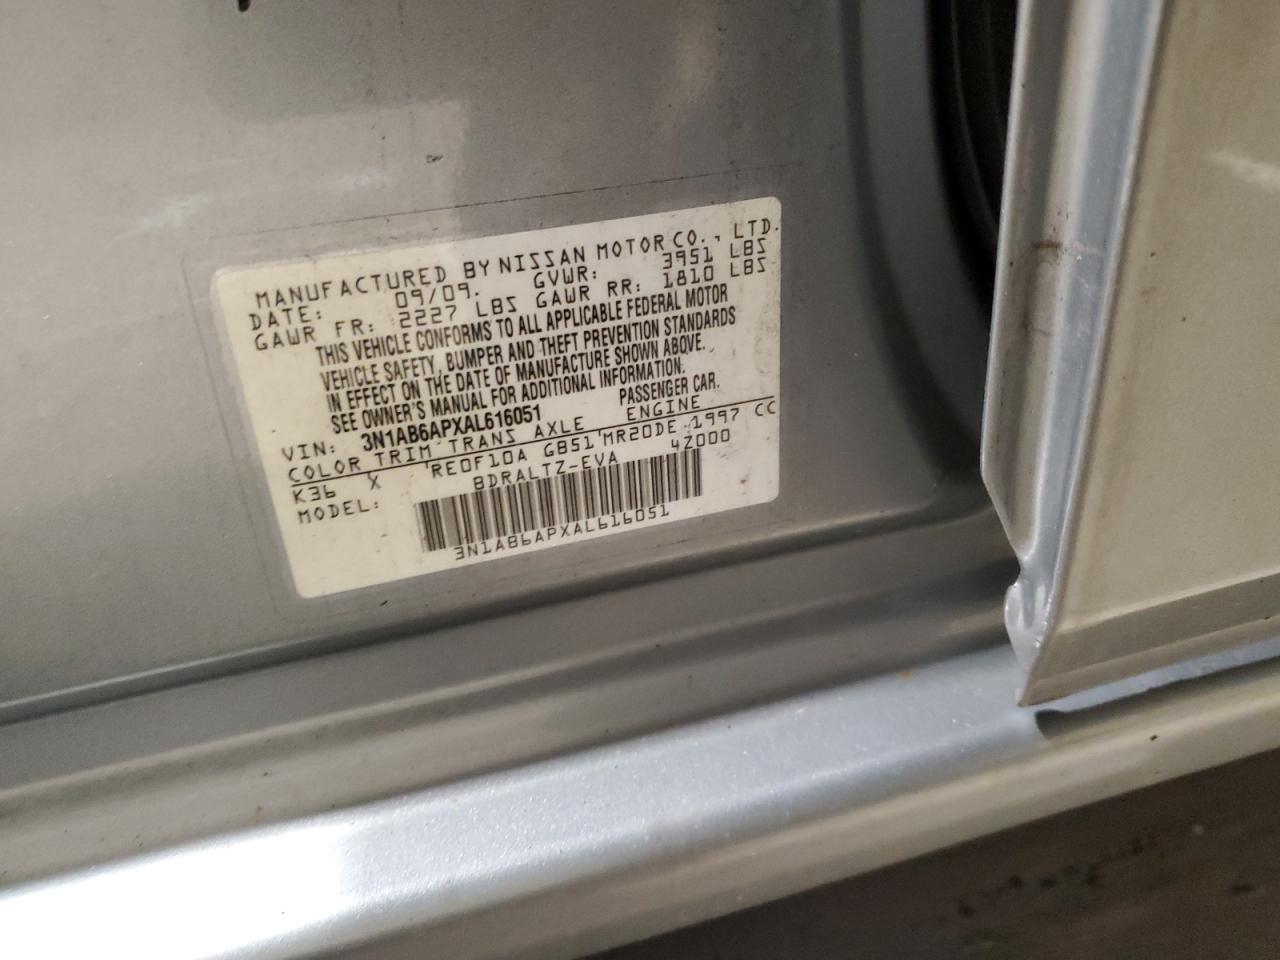 MANUFACTURED BY NISSAN MOTOR CO., LTD.
DATE: 09/09. GVWR: 3951 LBS
GAWR FR: 2227 LBS GAWR RR: 1810 LBS
THIS VEHICLE CONFORMS TO ALL APPLICABLE FEDERAL MOTOR
VEHICLE SAFETY, BUMPER AND THEFT PREVENTION STANDARDS
IN EFFECT ON THE DATE OF MANUFACTURE SHOWN ABOVE.
SEE OWNER'S MANUAL FOR ADDITIONAL INFORMATION.
VIN: 3N1AB6APXAL616051 PASSENGER CAR.
COLOR TRIM TRANS AXLE ENGINE
K36 X RE0F10A GB51 MR20DE 1997 CC
MODEL: BDRALTZ-EVA 4Z000
3N1AB6APXAL616051